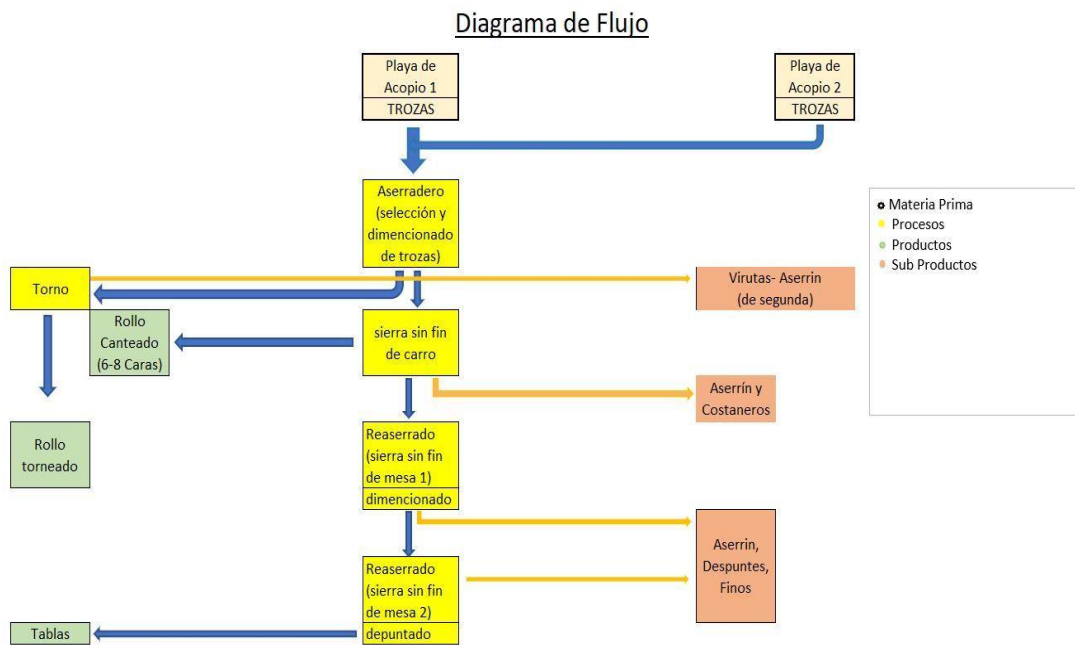 Diagrama de Flujo
Playa de
Acopio 1
TROZAS
Playa de
Acopio 2
TROZAS
Aserradero
(selección y
dimencionado
de trozas)
Materia Prima
Procesos
Productos
Sub Productos
Torno
Virutas- Aserrin
(de segunda)
Rollo
Canteado
(6-8 Caras)
sierra sin fin
de carro
Aserrín y
Costaneros
Rollo
torneado
Reaserrado
(sierra sin fin
de mesa 1)
dimencionado
Aserrin,
Despuntes,
Finos
Reaserrado
(sierra sin fin
de mesa 2)
depuntado
Tablas